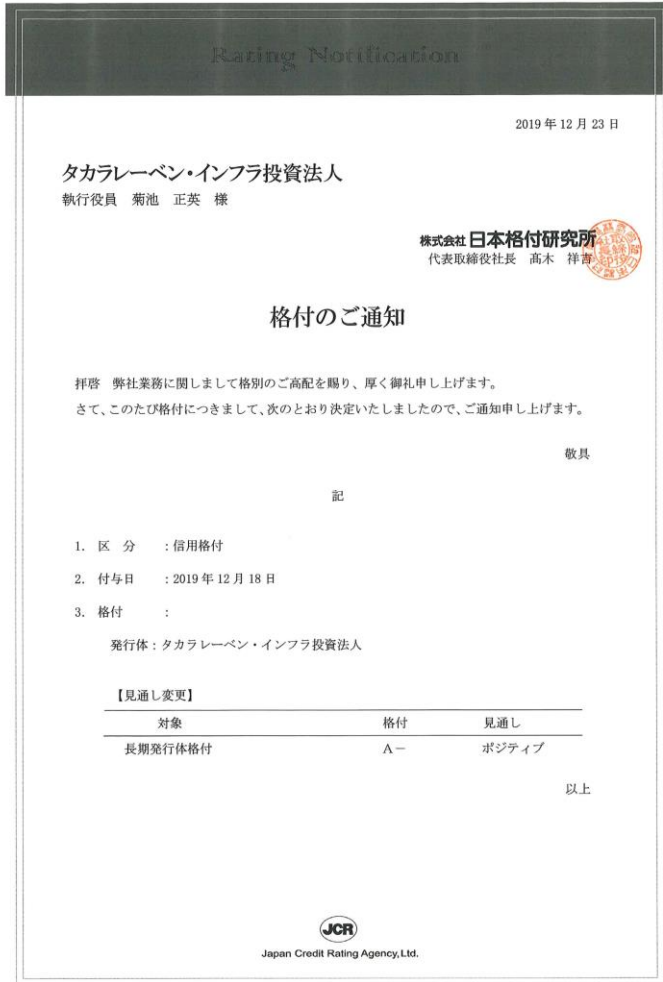 Rating Notification
2019年12月23日
タカラレーベン・インフラ投資法人
執行役員 菊池 正英 様
株式会社 日本格付研究所
代表取締役社長 髙木 祥吉
格付のご通知
拝啓 弊社業務に関しまして格別のご高配を賜り、厚く御礼申し上げます。
さて、このたび格付につきまして、次のとおり決定いたしましたので、ご通知申し上げます。
敬具
記
1. 区 分 :信用格付
2. 付与日 :2019年12月18日
3. 格付 :
発行体:タカラレーベン・インフラ投資法人
【見通し変更】
対象 格付 見通し
長期発行体格付 A- ポジティブ
以上
JCR
Japan Credit Rating Agency,Ltd.